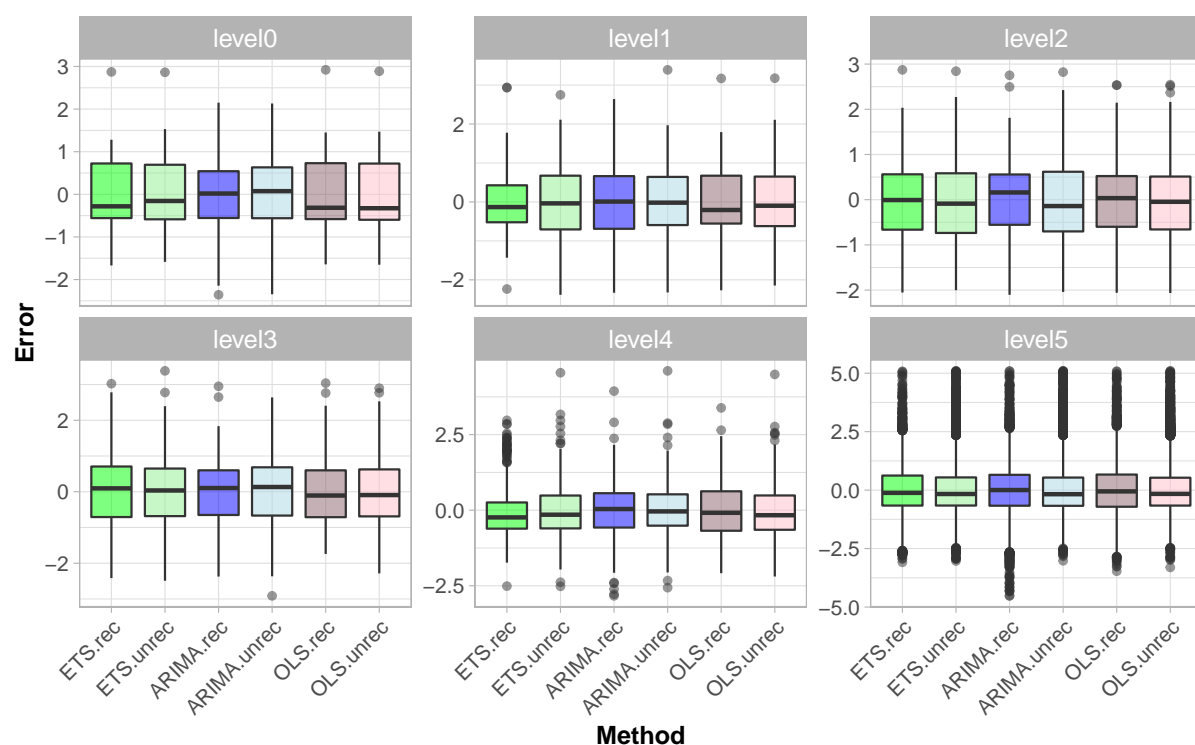 level0
level1
level2
3
2
1
0
−1
−2
2
0
−2
3
2
1
0
−1
−2
Error
level3
level4
level5
2
0
−2
2.5
0.0
−2.5
5.0
2.5
0.0
−2.5
−5.0
ETS.rec
ETS.unrec
ARIMA.rec
ARIMA.unrec
OLS.rec
OLS.unrec
ETS.rec
ETS.unrec
ARIMA.rec
ARIMA.unrec
OLS.rec
OLS.unrec
ETS.rec
ETS.unrec
ARIMA.rec
ARIMA.unrec
OLS.rec
OLS.unrec
Method